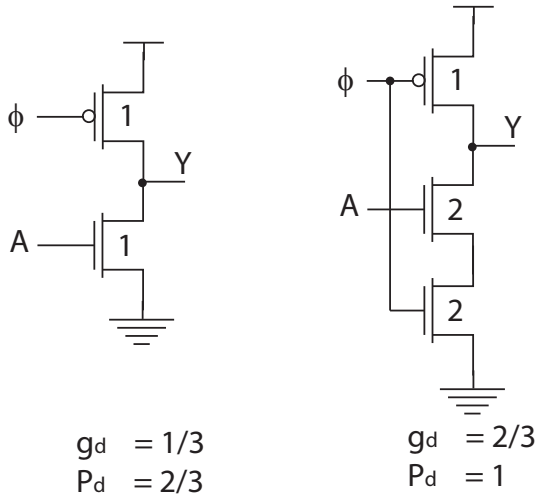 1
ϕ
Y
A
1
gd = 1/3
Pd = 2/3
1
ϕ
Y
A
2
2
gd = 2/3
Pd = 1